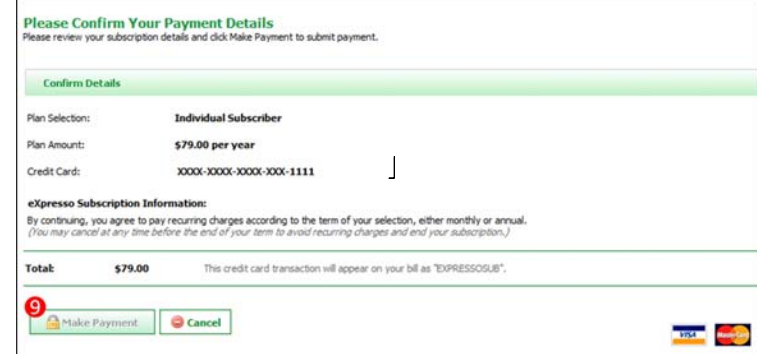 Please Confirm Your Payment Details
Please review your subscription details and click Make Payment to submit payment.
Confirm Details
Plan Selection: Individual Subscriber
Plan Amount: $79.00 per year
Credit Card: XXXX-XXXX-XXXX-XXX-1111
eXpresso Subscription Information:
By continuing, you agree to pay recurring charges according to the term of your selection, either monthly or annual.
(You may cancel at any time before the end of your term to avoid recurring charges and end your subscription.)
Total: $79.00 This credit card transaction will appear on your bill as "EXPRESSOSUB".
9
Make Payment Cancel
VISA MasterCard